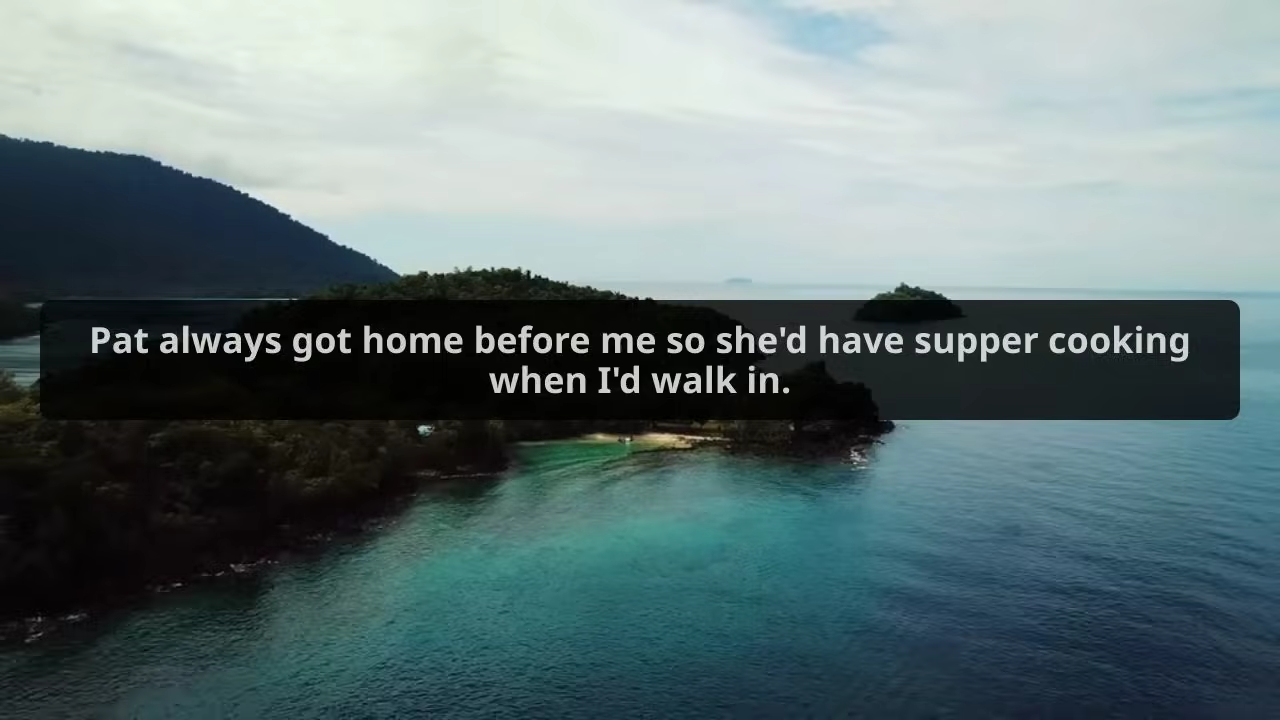 Pat always got home before me so she'd have supper cooking
when I'd walk in.